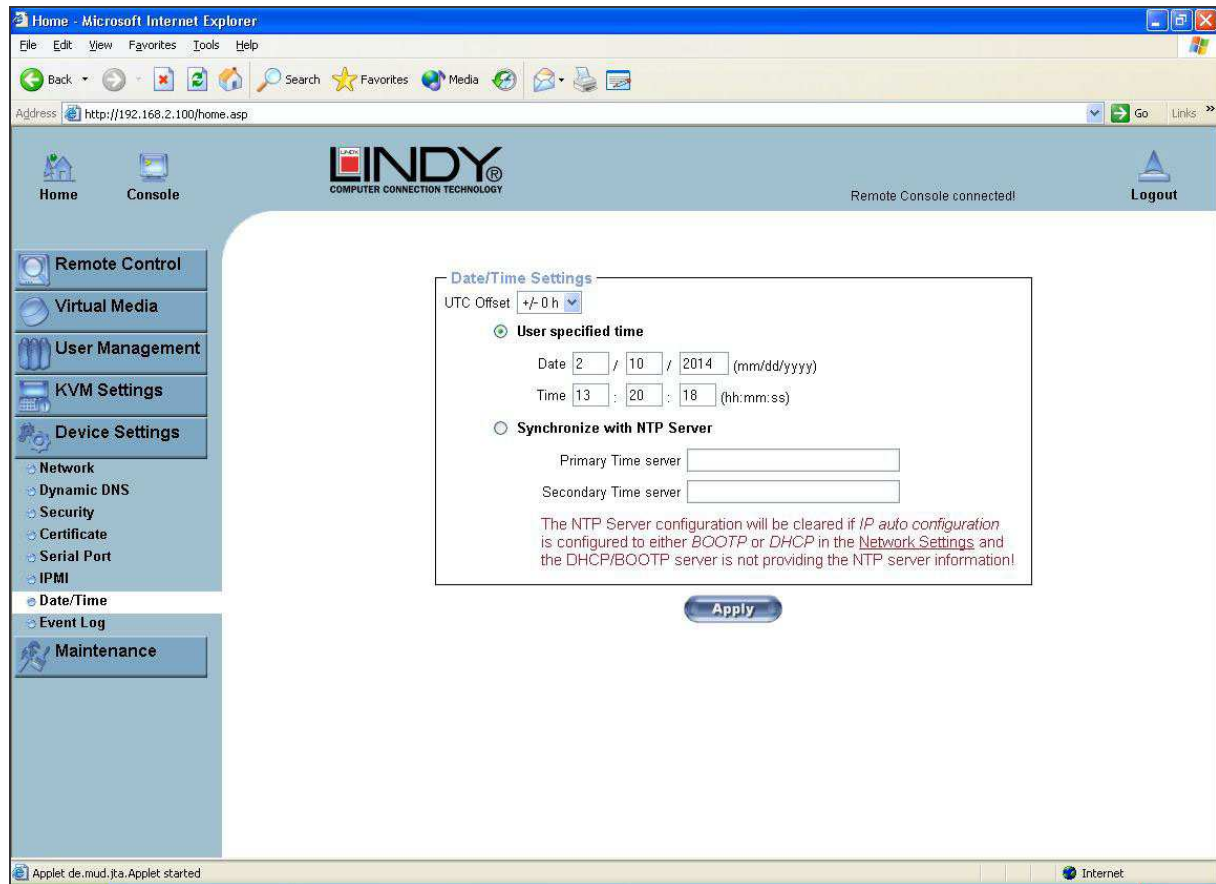 Home - Microsoft Internet Explorer
File Edit View Favorites Tools Help
Back Search Favorites Media
Address http://192.168.2.100/home.asp Go Links »
LINDY®
COMPUTER CONNECTION TECHNOLOGY
Home Console Remote Console connected! Logout
Remote Control
Virtual Media
User Management
KVM Settings
Device Settings
Network
Dynamic DNS
Security
Certificate
Serial Port
IPMI
Date/Time
Event Log
Maintenance
Date/Time Settings
UTC Offset +/- 0 h
User specified time
Date 2 / 10 / 2014 (mm/dd/yyyy)
Time 13 : 20 : 18 (hh:mm:ss)
Synchronize with NTP Server
Primary Time server
Secondary Time server
The NTP Server configuration will be cleared if IP auto configuration
is configured to either BOOTP or DHCP in the Network Settings and
the DHCP/BOOTP server is not providing the NTP server information!
Apply
Applet de.mud.jta.Applet started Internet